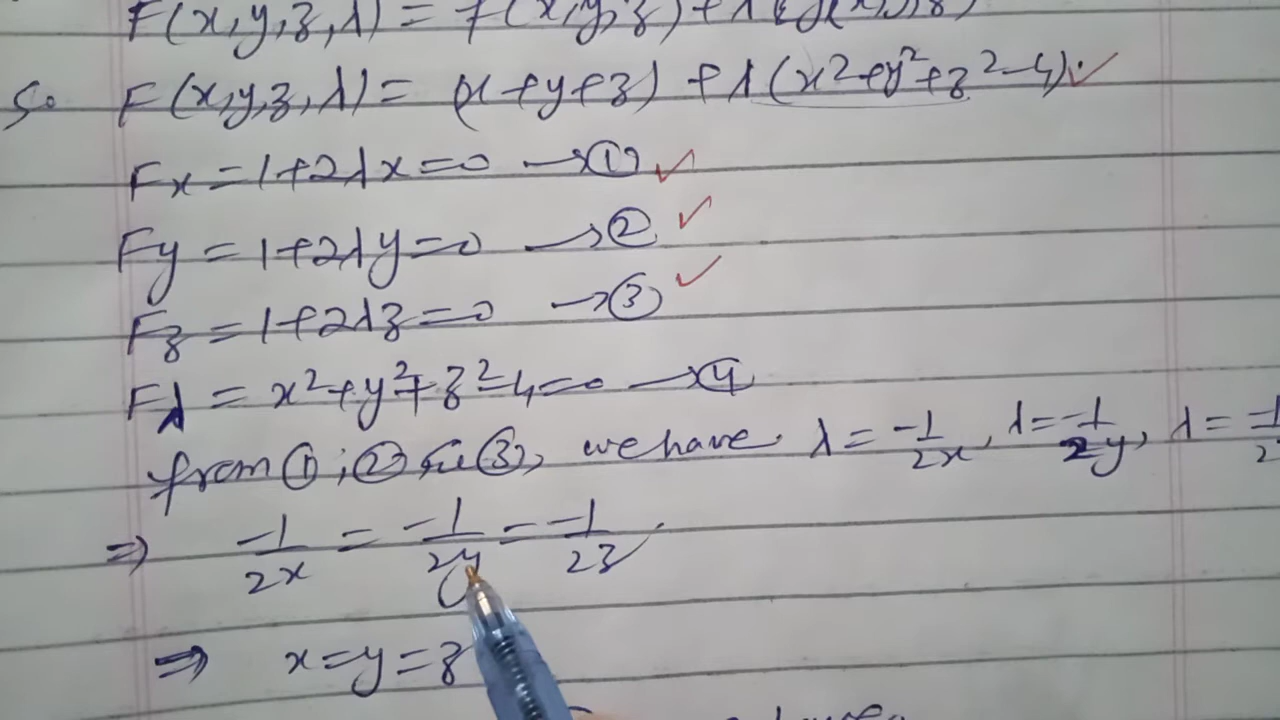 F(x,y,z,λ) = f(x,y,z) + λ g(x,y,z)
So F(x,y,z,λ) = (x+y+z) + λ(x²+y²+z²-4).
Fx = 1+2λx = 0 → ①
Fy = 1+2λy = 0 → ②
Fz = 1+2λz = 0 → ③
Fλ = x²+y²+z²-4 = 0 → ④
from ①, ② & ③, we have λ = -1/2x, λ = -1/2y, λ = -1/2
⇒ -1/2x = -1/2y = -1/2z
⇒ x = y = z